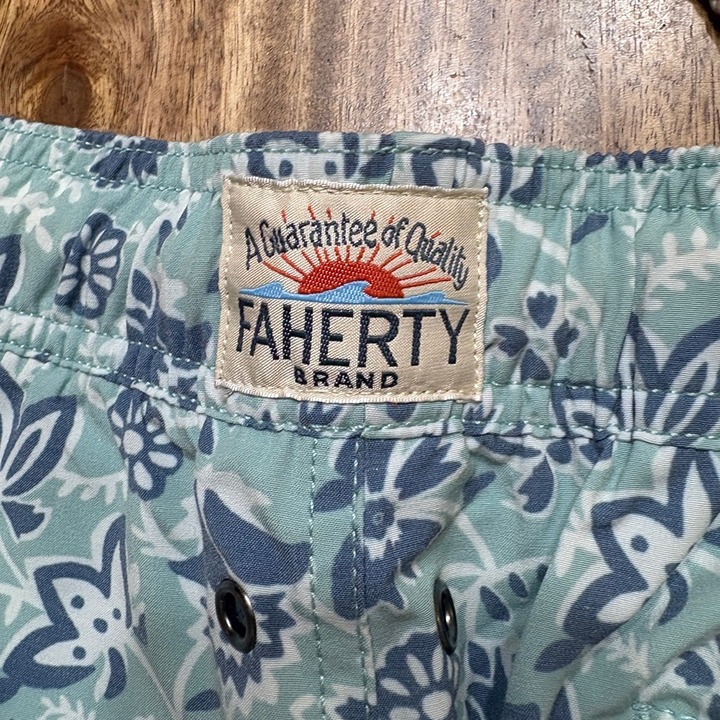 A Guarantee of Quality
FAHERTY
BRAND